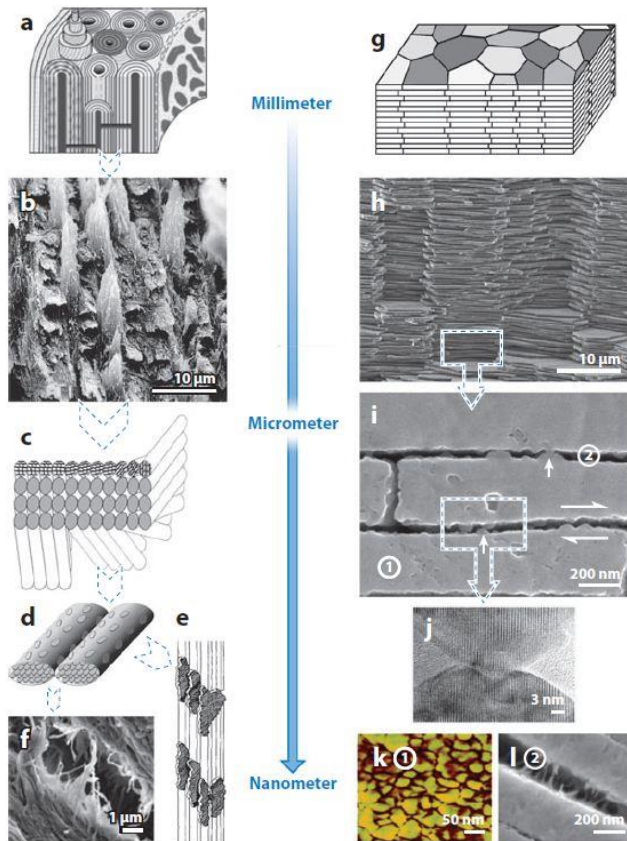 a
g
Millimeter
b
10 μm
h
10 μm
Micrometer
c
i
2
1
200 nm
d
e
j
3 nm
f
1 μm
Nanometer
k 1
50 nm
l 2
200 nm